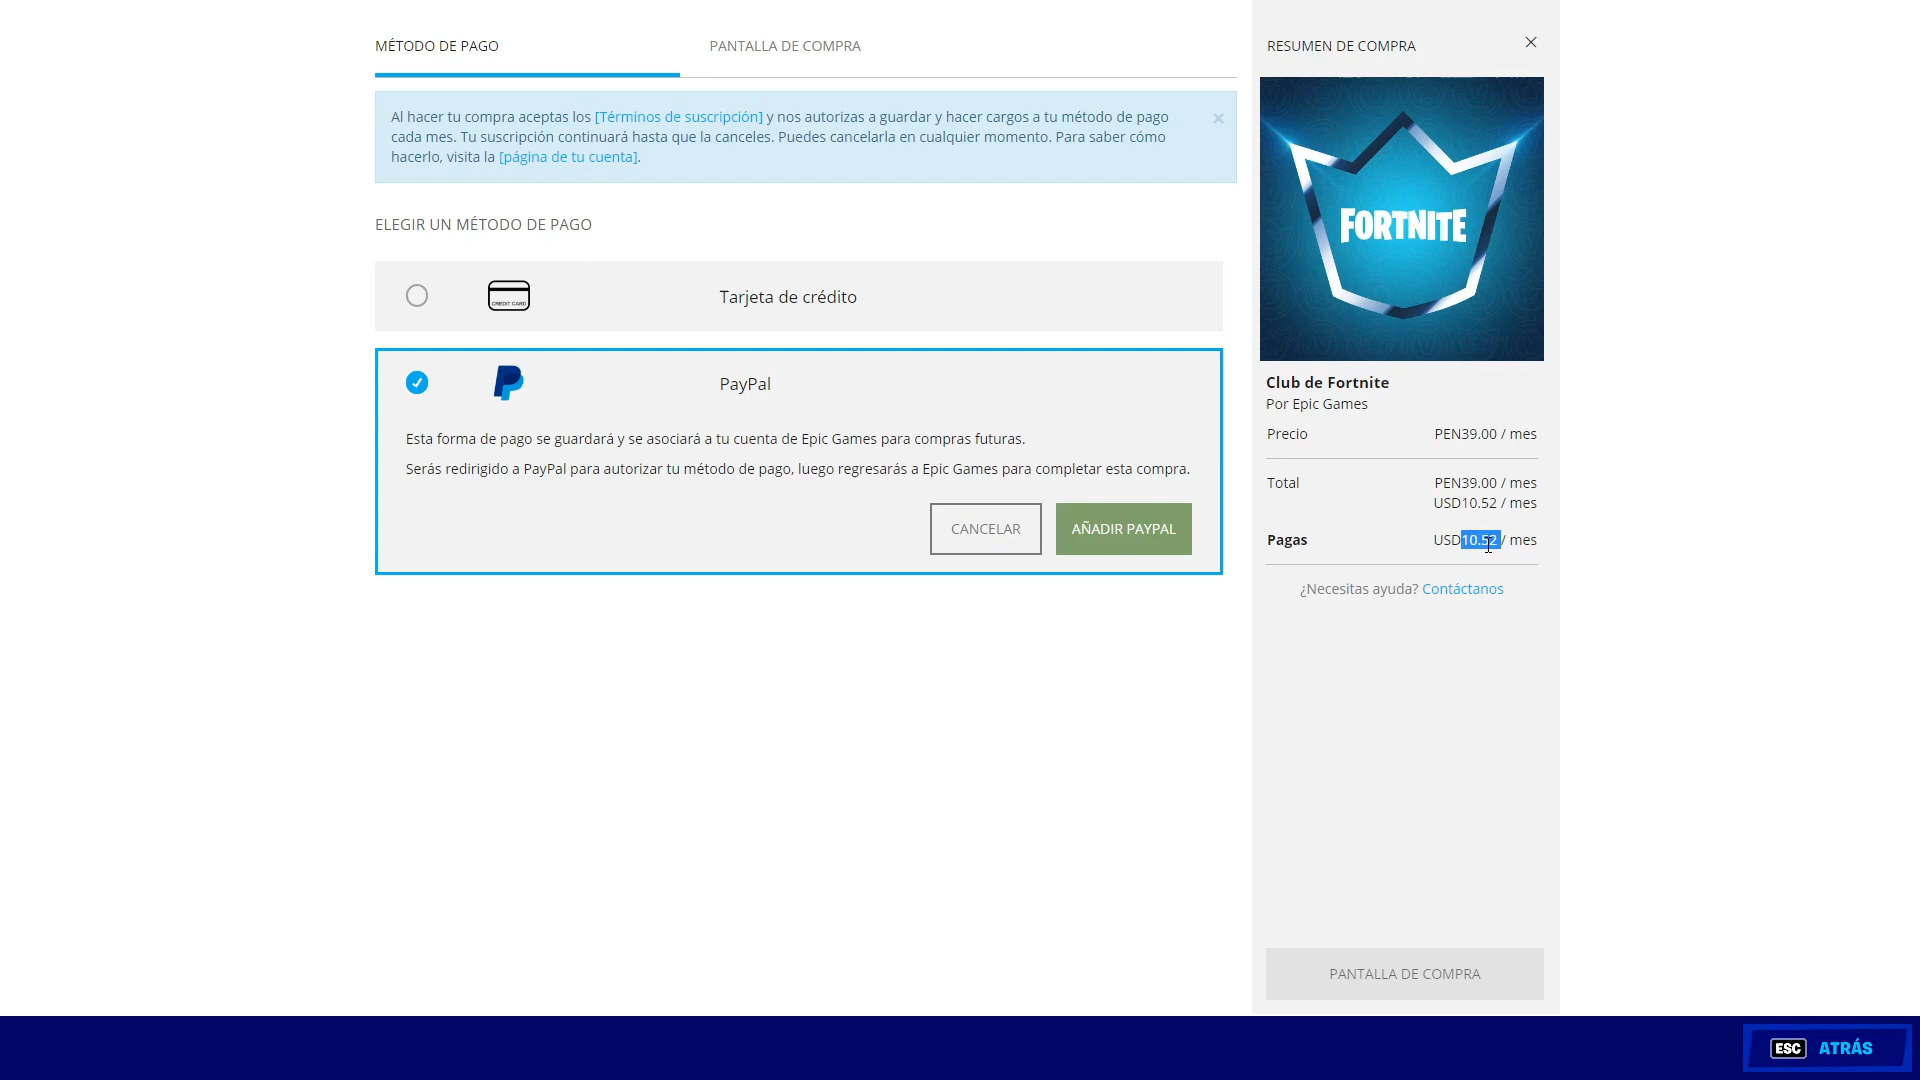 MÉTODO DE PAGO
PANTALLA DE COMPRA
Al hacer tu compra aceptas los [Términos de suscripción] y nos autorizas a guardar y hacer cargos a tu método de pago
cada mes. Tu suscripción continuará hasta que la canceles. Puedes cancelarla en cualquier momento. Para saber cómo
hacerlo, visita la [página de tu cuenta].
ELEGIR UN MÉTODO DE PAGO
CREDIT CARD
Tarjeta de crédito
PayPal
Esta forma de pago se guardará y se asociará a tu cuenta de Epic Games para compras futuras.
Serás redirigido a PayPal para autorizar tu método de pago, luego regresarás a Epic Games para completar esta compra.
CANCELAR
AÑADIR PAYPAL
RESUMEN DE COMPRA
FORTNITE
Club de Fortnite
Por Epic Games
Precio PEN39.00 / mes
Total PEN39.00 / mes
USD10.52 / mes
Pagas USD10.52 / mes
¿Necesitas ayuda? Contáctanos
PANTALLA DE COMPRA
ESC ATRÁS